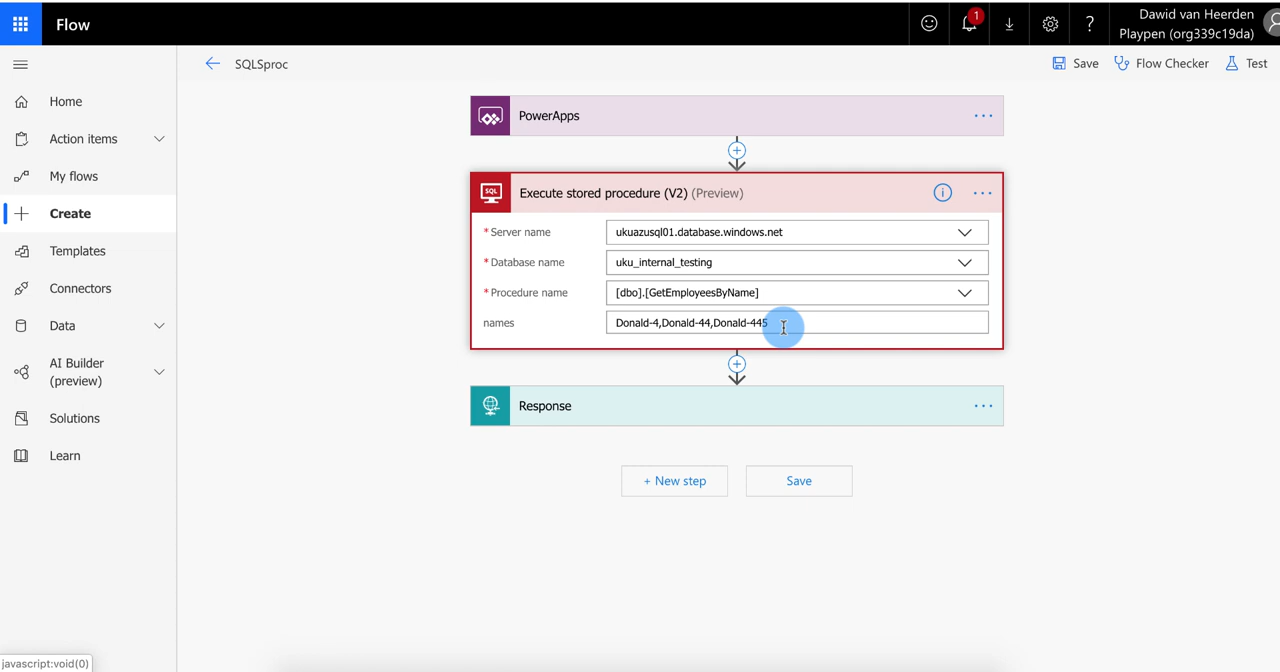 Flow
1
?
Dawid van Heerden
Playpen (org339c19da)
SQLSproc
Save
Flow Checker
Test
Home
Action items
My flows
Create
Templates
Connectors
Data
AI Builder
(preview)
Solutions
Learn
PowerApps
...
SQL
Execute stored procedure (V2) (Preview)
i
...
* Server name
ukuazusql01.database.windows.net
* Database name
uku_internal_testing
* Procedure name
[dbo].[GetEmployeesByName]
names
Donald-4,Donald-44,Donald-445
Response
...
+ New step
Save
javascript:void(0)